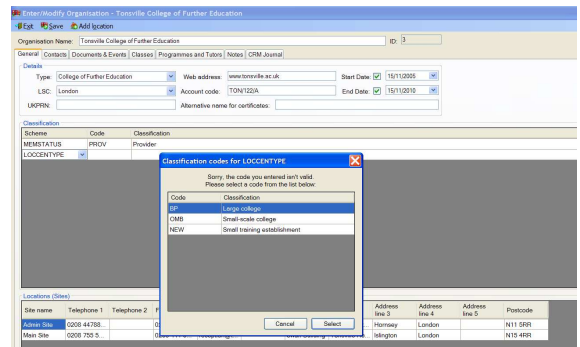 Enter/Modify Organisation - Tonsville College of Further Education
Exit Save Add location
Organisation Name: Tonsville College of Further Education ID: 3
General Contacts Documents & Events Classes Programmes and Tutors Notes CRM Journal
Details
Type: College of Further Education Web address: www.tonsville.ac.uk Start Date: 15/11/2005
LSC: London Account code: TON/122/A End Date: 15/11/2010
UKPRN: Alternative name for certificates:
Classification
Scheme Code Classification
MEMSTATUS PROV Provider
LOCCENTYPE
Classification codes for LOCCENTYPE
Sorry, the code you entered isn't valid.
Please select a code from the list below:
Code Classification
BP Large college
OMB Small-scale college
NEW Small training establishment
Cancel Select
Locations (Sites)
Site name Telephone 1 Telephone 2 Address line 3 Address line 4 Address line 5 Postcode
Admin Site 0208 44788... Hornsey London N11 5RR
Main Site 0208 755 5... Islington London N15 4RR